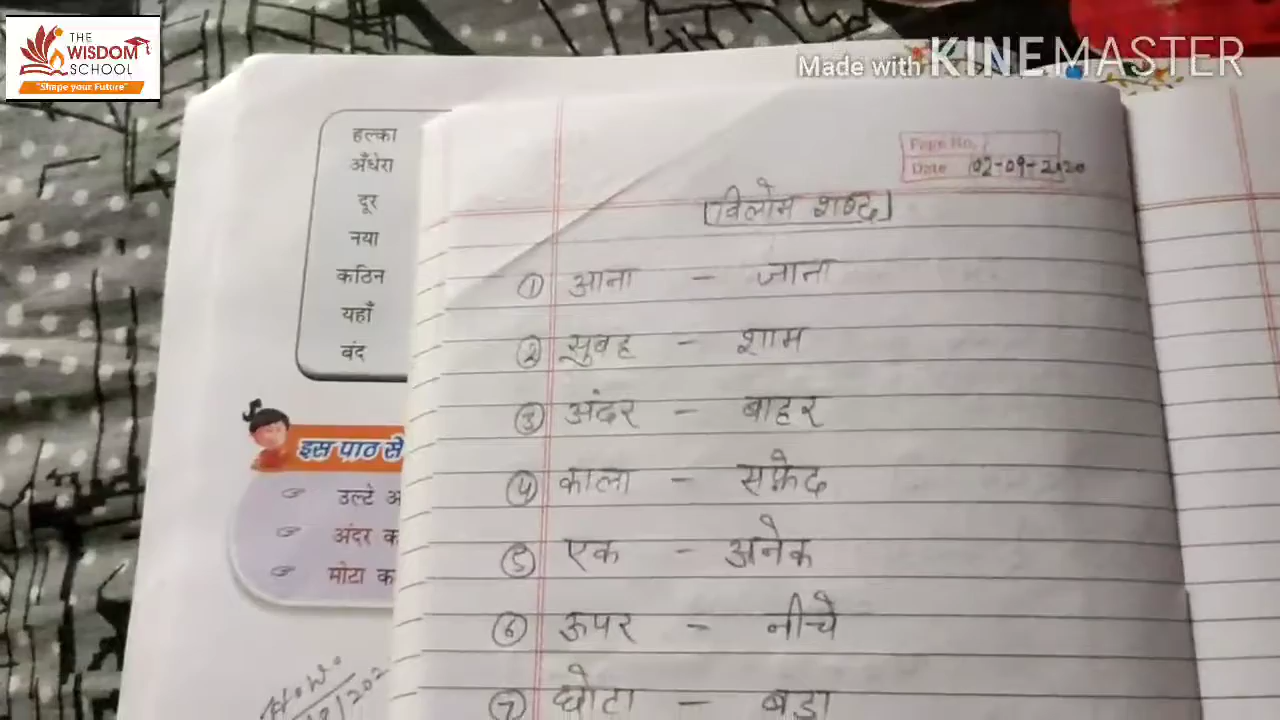 THE
WISDOM
SCHOOL
"Shape your Future"
Made with KINEMASTER
हल्का
अँधेरा
दूर
नया
कठिन
यहाँ
बंद
इस पाठ से
उल्टे अ
अंदर क
मोटा क
H.W.
Page No.
Date 02-09-2020
विलोम शब्द
① आना - जाना
② सुबह - शाम
③ अंदर - बाहर
④ काला - सफ़ेद
⑤ एक - अनेक
⑥ ऊपर - नीचे
⑦ छोटा - बड़ा